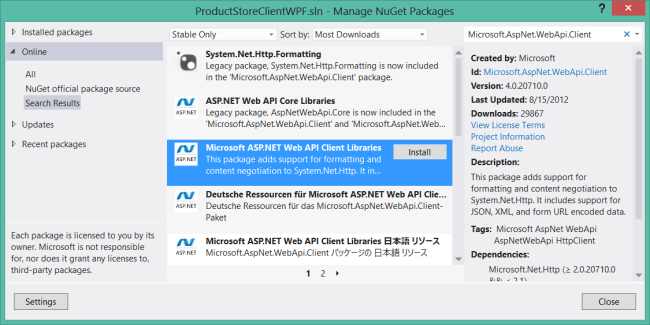 ProductStoreClientWPF.sln - Manage NuGet Packages
? ×
Installed packages
Online
All
NuGet official package source
Search Results
Updates
Recent packages
Each package is licensed to you by its
owner. Microsoft is not responsible
for, nor does it grant any licenses to,
third-party packages.
Settings
Stable Only
Sort by: Most Downloads
System.Net.Http.Formatting
Legacy package, System.Net.Http.Formatting is now included
in the 'Microsoft.AspNet.WebApi.Client' package.
ASP.NET
ASP.NET Web API Core Libraries
Legacy package, AspNetWebApi.Core is now included in the
'Microsoft.AspNet.WebApi.Client' and 'Microsoft.AspNet.Web...
ASP.NET
Microsoft ASP.NET Web API Client Libraries
This package adds support for formatting and
content negotiation to System.Net.Http. It in...
Install
ASP.NET
Deutsche Ressourcen für Microsoft ASP.NET Web API Clie...
Deutsche Ressourcen für das Microsoft.AspNet.WebApi.Client-
Paket
ASP.NET
Microsoft ASP.NET Web API Client Libraries 日本語 リソース
Microsoft.AspNet.WebApi.Client パッケージの 日本語 リソース
1 2
Microsoft.AspNet.WebApi.Client
Created by: Microsoft
Id: Microsoft.AspNet.WebApi.Client
Version: 4.0.20710.0
Last Updated: 8/15/2012
Downloads: 29867
View License Terms
Project Information
Report Abuse
Description:
This package adds support for
formatting and content negotiation to
System.Net.Http. It includes support for
JSON, XML, and form URL encoded data.
Tags: Microsoft AspNet WebApi
AspNetWebApi HttpClient
Dependencies:
Microsoft.Net.Http (≥ 2.0.20710.0
&& < 2.1)
Close